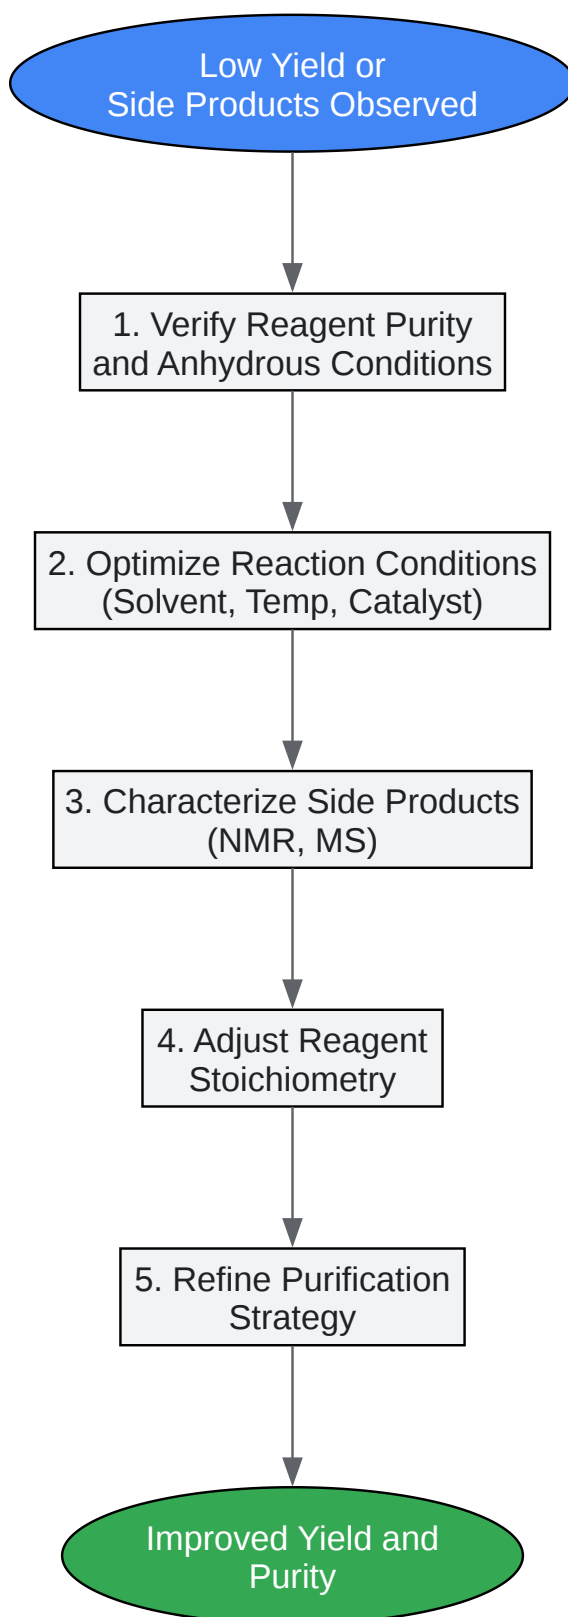 Low Yield or
Side Products Observed
1. Verify Reagent Purity
and Anhydrous Conditions
2. Optimize Reaction Conditions
(Solvent, Temp, Catalyst)
3. Characterize Side Products
(NMR, MS)
4. Adjust Reagent
Stoichiometry
5. Refine Purification
Strategy
Improved Yield and
Purity